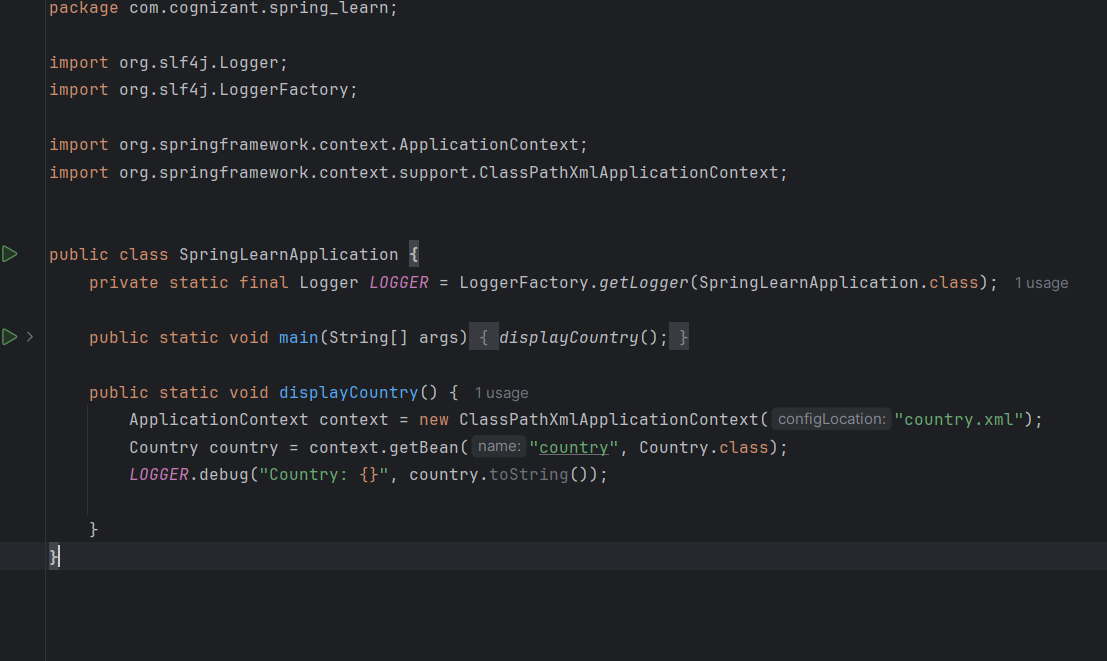 package com.cognizant.spring_learn;
import org.slf4j.Logger;
import org.slf4j.LoggerFactory;
import org.springframework.context.ApplicationContext;
import org.springframework.context.support.ClassPathXmlApplicationContext;
public class SpringLearnApplication {
    private static final Logger LOGGER = LoggerFactory.getLogger(SpringLearnApplication.class);  1 usage
    public static void main(String[] args) { displayCountry(); }
    public static void displayCountry() {  1 usage
        ApplicationContext context = new ClassPathXmlApplicationContext( configLocation: "country.xml");
        Country country = context.getBean( name: "country", Country.class);
        LOGGER.debug("Country: {}", country.toString());
    }
}